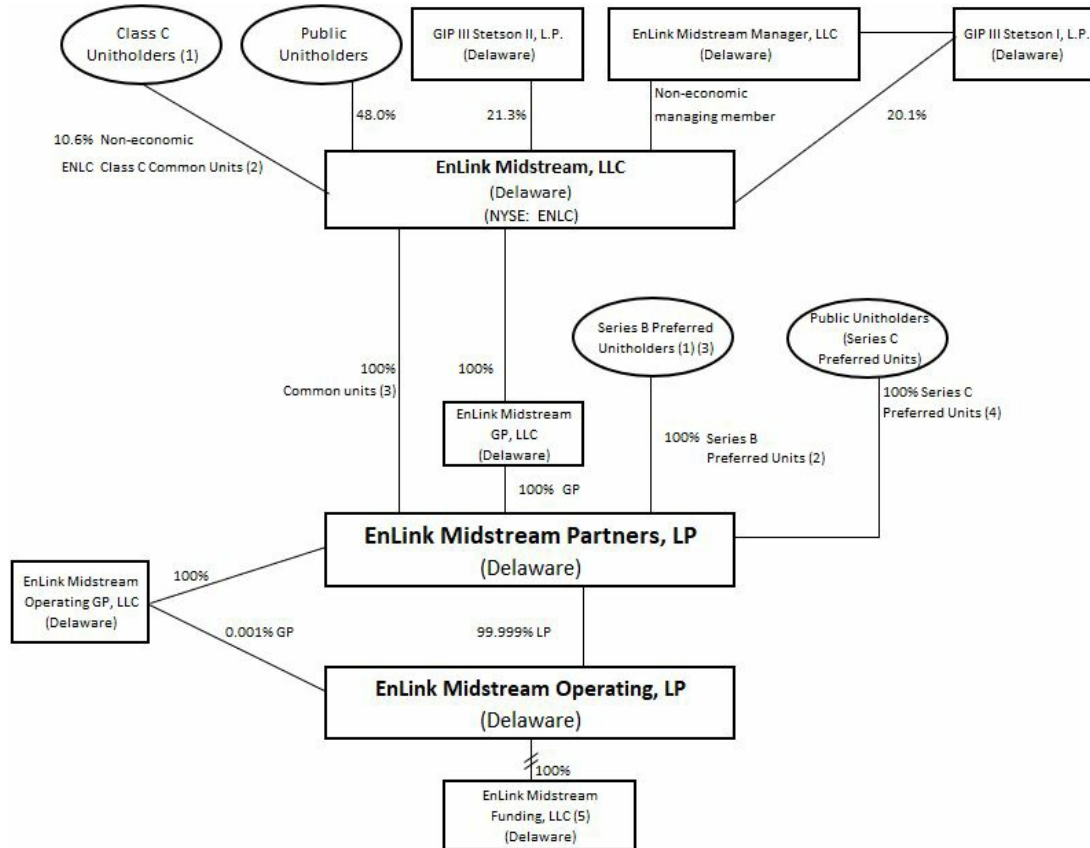 Class C
Unitholders (1)
Public
Unitholders
GIP III Stetson II, L.P.
(Delaware)
EnLink Midstream Manager, LLC
(Delaware)
GIP III Stetson I, L.P.
(Delaware)
10.6% Non-economic
ENLC Class C Common Units (2)
48.0%
21.3%
Non-economic
managing member
20.1%
EnLink Midstream, LLC
(Delaware)
(NYSE: ENLC)
100%
Common units (3)
100%
Series B Preferred
Unitholders (1) (3)
Public Unitholders
(Series C
Preferred Units)
EnLink Midstream
GP, LLC
(Delaware)
100% Series B
Preferred Units (2)
100% Series C
Preferred Units (4)
100% GP
EnLink Midstream Partners, LP
(Delaware)
EnLink Midstream
Operating GP, LLC
(Delaware)
100%
0.001% GP
99.999% LP
EnLink Midstream Operating, LP
(Delaware)
100%
EnLink Midstream
Funding, LLC (5)
(Delaware)